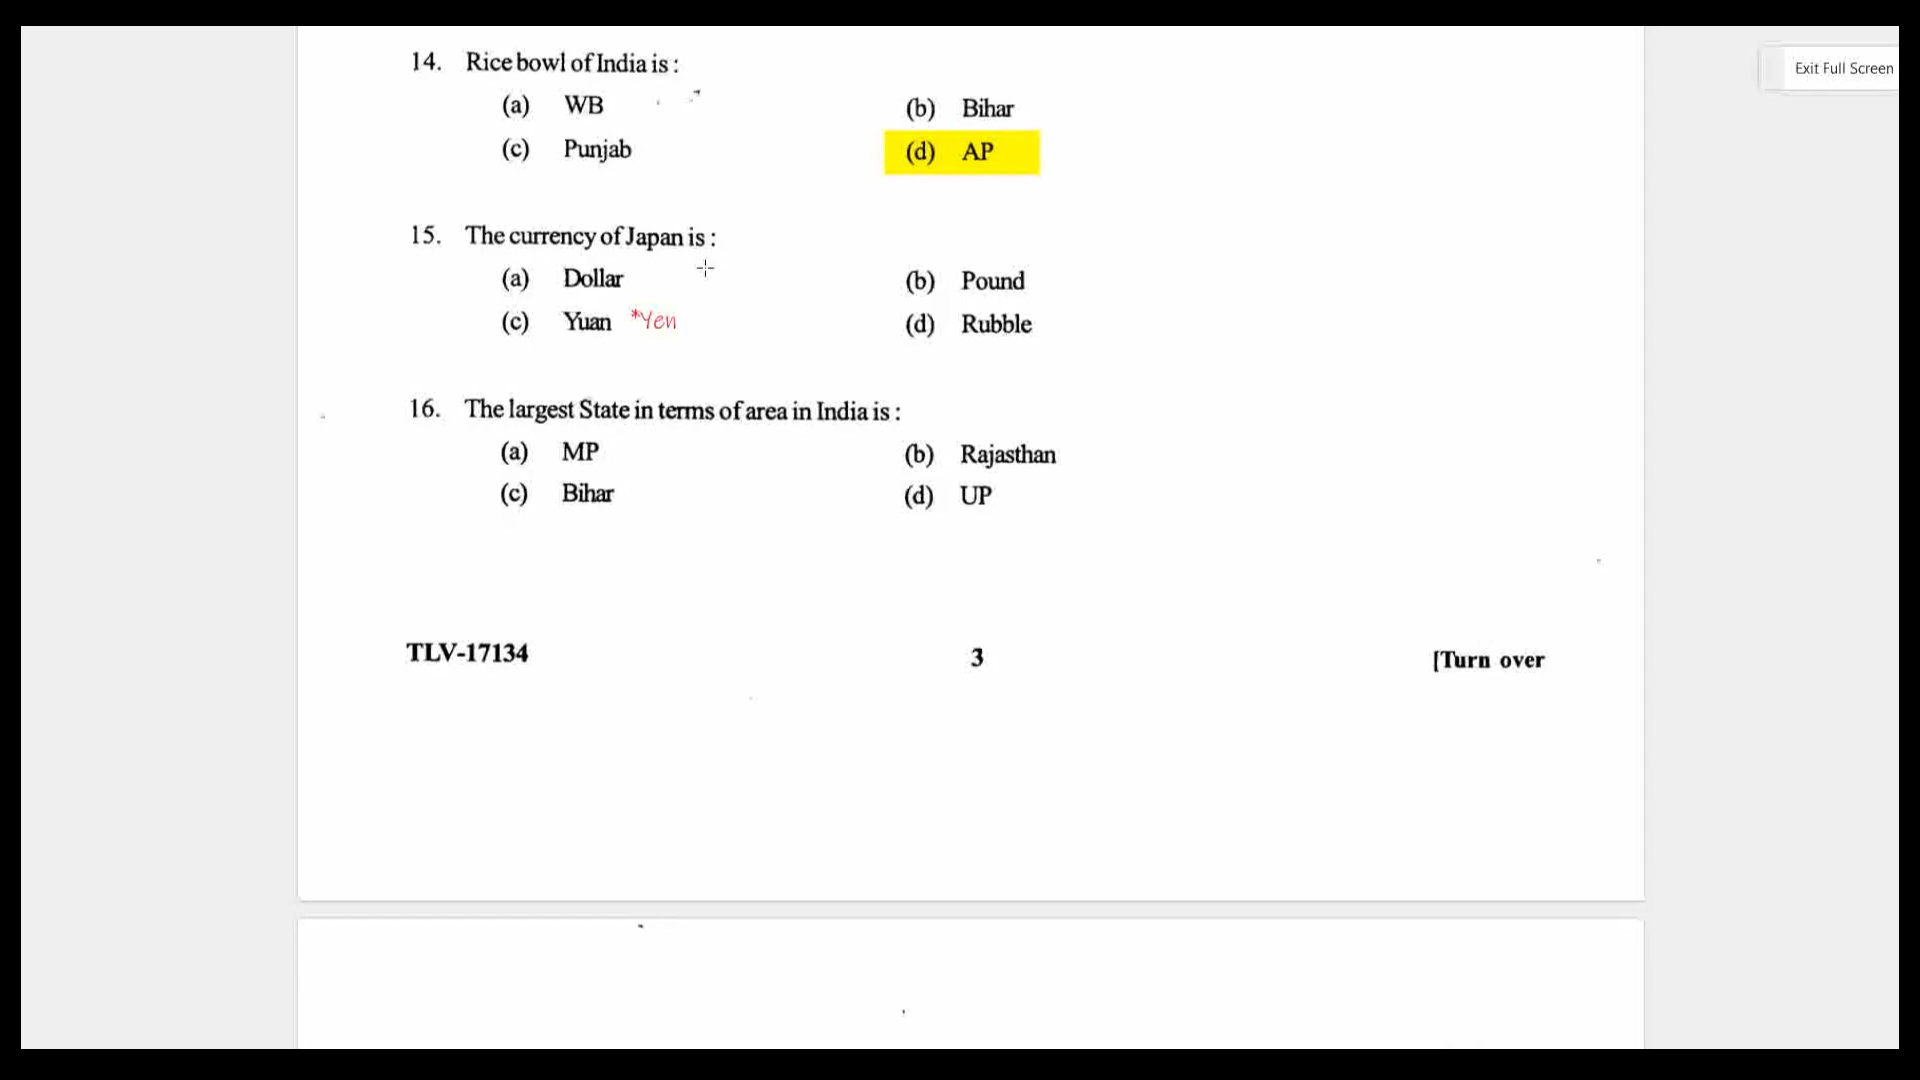 14. Rice bowl of India is :
(a) WB (b) Bihar
(c) Punjab (d) AP
15. The currency of Japan is :
(a) Dollar (b) Pound
(c) Yuan *Yen (d) Rubble
16. The largest State in terms of area in India is :
(a) MP (b) Rajasthan
(c) Bihar (d) UP
TLV-17134 3 [Turn over
Exit Full Screen